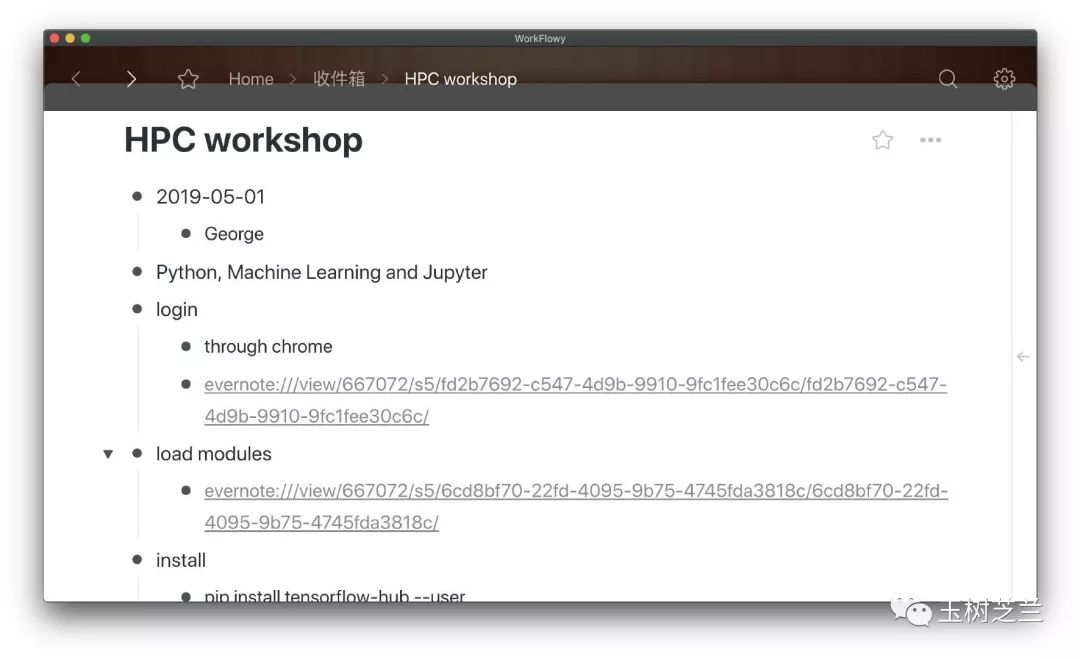 WorkFlowy
Home > 收件箱 > HPC workshop
HPC workshop
2019-05-01
George
Python, Machine Learning and Jupyter
login
through chrome
evernote:///view/667072/s5/fd2b7692-c547-4d9b-9910-9fc1fee30c6c/fd2b7692-c547-
4d9b-9910-9fc1fee30c6c/
load modules
evernote:///view/667072/s5/6cd8bf70-22fd-4095-9b75-4745fda3818c/6cd8bf70-22fd-
4095-9b75-4745fda3818c/
install
pip install tensorflow-hub --user
玉树芝兰